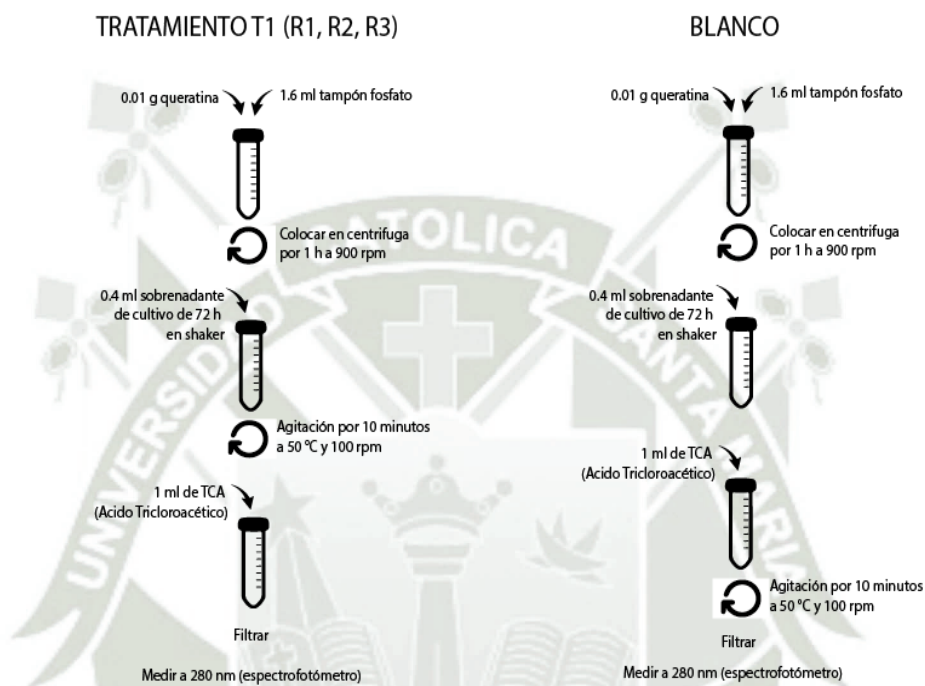 TRATAMIENTO T1 (R1, R2, R3)
0.01 g queratina
1.6 ml tampón fosfato
Colocar en centrifuga
por 1 h a 900 rpm
0.4 ml sobrenadante
de cultivo de 72 h
en shaker
Agitación por 10 minutos
a 50 °C y 100 rpm
1 ml de TCA
(Acido Tricloroacético)
Filtrar
Medir a 280 nm (espectrofotómetro)
BLANCO
0.01 g queratina
1.6 ml tampón fosfato
Colocar en centrifuga
por 1 h a 900 rpm
0.4 ml sobrenadante
de cultivo de 72 h
en shaker
1 ml de TCA
(Acido Tricloroacético)
Agitación por 10 minutos
a 50 °C y 100 rpm
Filtrar
Medir a 280 nm (espectrofotómetro)
UNIVERSIDAD CATOLICA SANTA MARIA